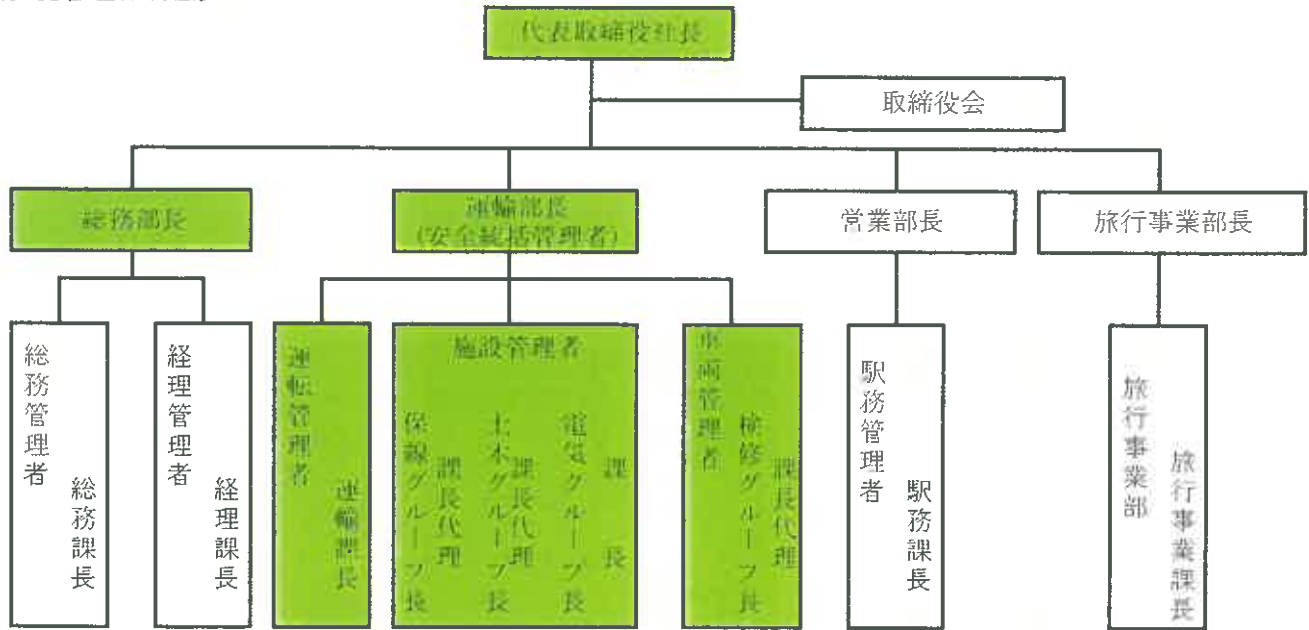 代表取締役社長
取締役会
総務部長
運輸部長
(安全統括管理者)
営業部長
旅行事業部長
総務管理者
総務課長
経理管理者
経理課長
運転管理者
運輸課長
施設管理者
保線グループ長
課長代理
土木グループ長
課長代理
電気グループ長
課長
車両管理者
検修グループ長
課長代理
駅務管理者
駅務課長
旅行事業部
旅行事業課長